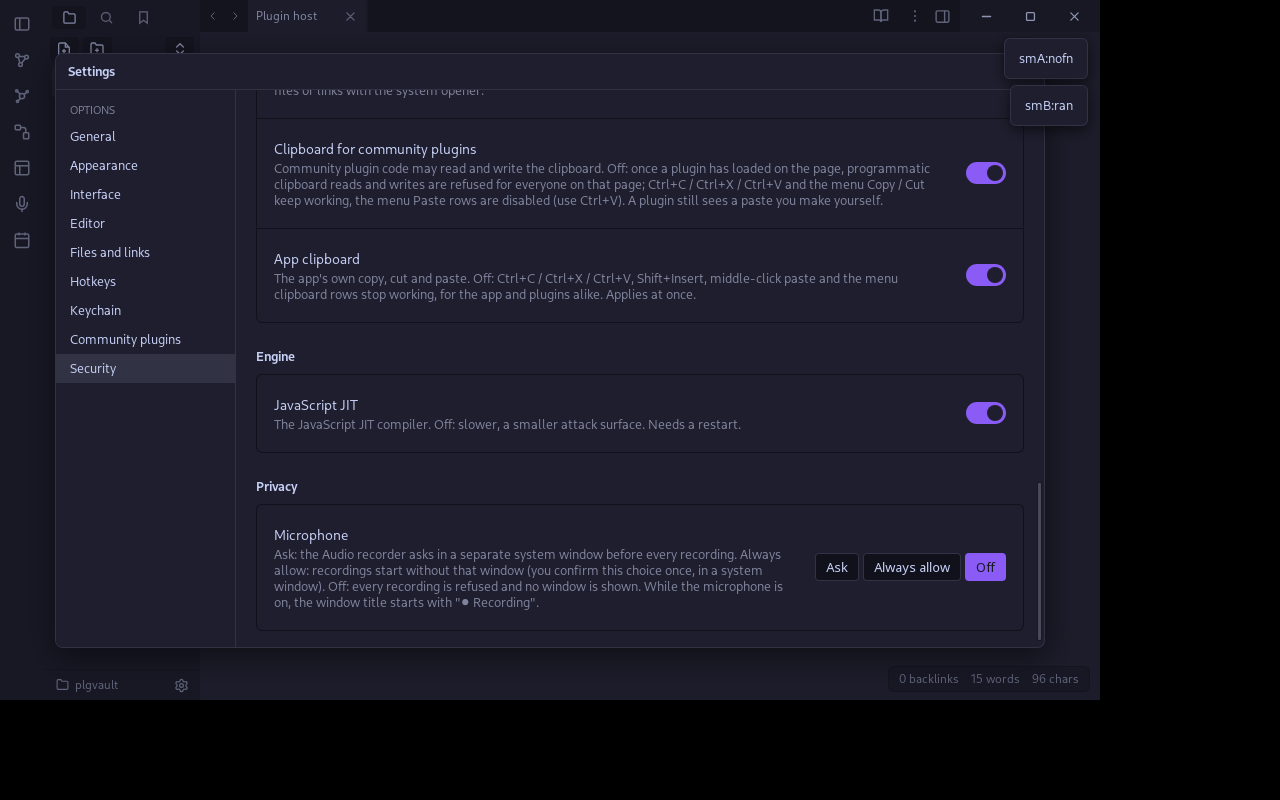 Plugin host
smA:nofn
smB:ran
Settings
OPTIONS
General
Appearance
Interface
Editor
Files and links
Hotkeys
Keychain
Community plugins
Security
files or links with the system opener.
Clipboard for community plugins
Community plugin code may read and write the clipboard. Off: once a plugin has loaded on the page, programmatic
clipboard reads and writes are refused for everyone on that page; Ctrl+C / Ctrl+X / Ctrl+V and the menu Copy / Cut
keep working, the menu Paste rows are disabled (use Ctrl+V). A plugin still sees a paste you make yourself.
App clipboard
The app's own copy, cut and paste. Off: Ctrl+C / Ctrl+X / Ctrl+V, Shift+Insert, middle-click paste and the menu
clipboard rows stop working, for the app and plugins alike. Applies at once.
Engine
JavaScript JIT
The JavaScript JIT compiler. Off: slower, a smaller attack surface. Needs a restart.
Privacy
Microphone
Ask: the Audio recorder asks in a separate system window before every recording. Always
allow: recordings start without that window (you confirm this choice once, in a system
window). Off: every recording is refused and no window is shown. While the microphone is
on, the window title starts with "● Recording".
Ask
Always allow
Off
plgvault
0 backlinks
15 words
96 chars